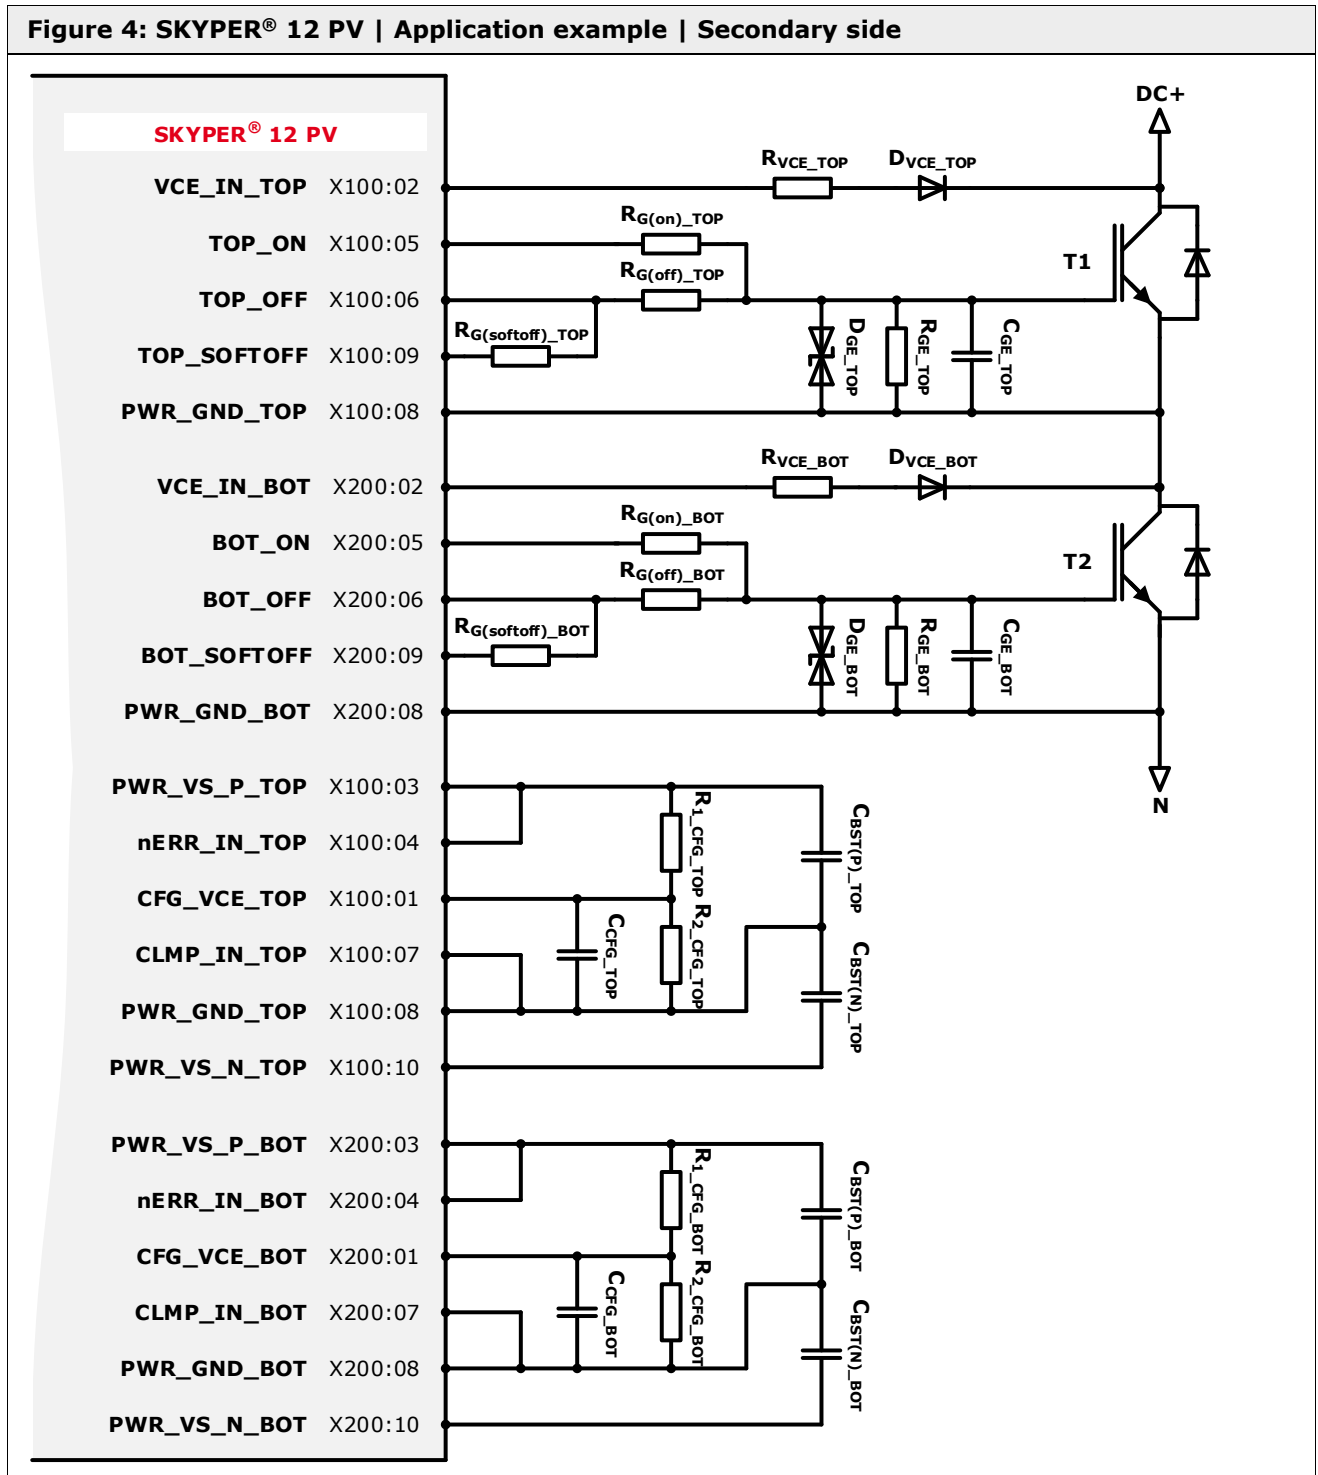 Figure 4: SKYPER® 12 PV | Application example | Secondary side
SKYPER® 12 PV
DC+
RVCE_TOP
DVCE_TOP
VCE_IN_TOP X100:02
RG(on)_TOP
TOP_ON X100:05
T1
RG(off)_TOP
TOP_OFF X100:06
RG(softoff)_TOP
DGE_TOP
RGE_TOP
CGE_TOP
TOP_SOFTOFF X100:09
PWR_GND_TOP X100:08
RVCE_BOT
DVCE_BOT
VCE_IN_BOT X200:02
RG(on)_BOT
BOT_ON X200:05
T2
RG(off)_BOT
BOT_OFF X200:06
RG(softoff)_BOT
DGE_BOT
RGE_BOT
CGE_BOT
BOT_SOFTOFF X200:09
PWR_GND_BOT X200:08
N
PWR_VS_P_TOP X100:03
R1_CFG_TOP
CBST(P)_TOP
nERR_IN_TOP X100:04
CFG_VCE_TOP X100:01
CCFG_TOP
R2_CFG_TOP
CBST(N)_TOP
CLMP_IN_TOP X100:07
PWR_GND_TOP X100:08
PWR_VS_N_TOP X100:10
PWR_VS_P_BOT X200:03
R1_CFG_BOT
CBST(P)_BOT
nERR_IN_BOT X200:04
CFG_VCE_BOT X200:01
CCFG_BOT
R2_CFG_BOT
CBST(N)_BOT
CLMP_IN_BOT X200:07
PWR_GND_BOT X200:08
PWR_VS_N_BOT X200:10